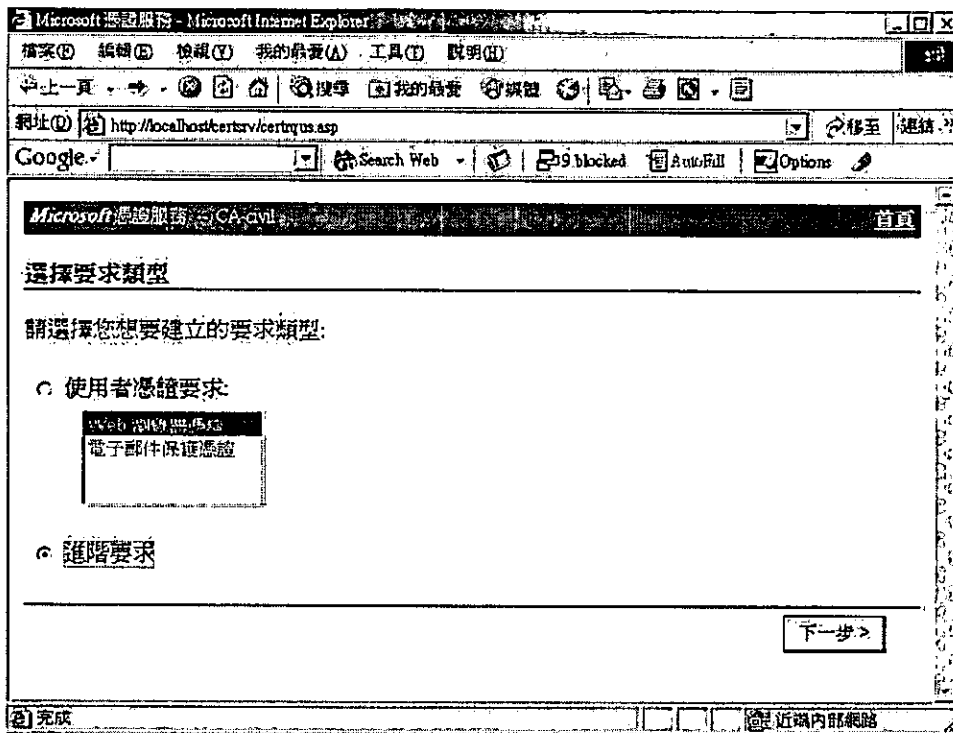 Microsoft 憑證服務 - Microsoft Internet Explorer
檔案(F) 編輯(E) 檢視(V) 我的最愛(A) 工具(T) 說明(H)
上一頁 搜尋 我的最愛 媒體
網址(D) http://localhost/certsrv/certrqus.asp 移至 連結 »
Google Search Web 9 blocked AutoFill Options
Microsoft 憑證服務 -- CA-civil 首頁
選擇要求類型
請選擇您想要建立的要求類型:
使用者憑證要求:
Web 瀏覽器憑證
電子郵件保護憑證
進階要求
下一步 >
完成 近端內部網路